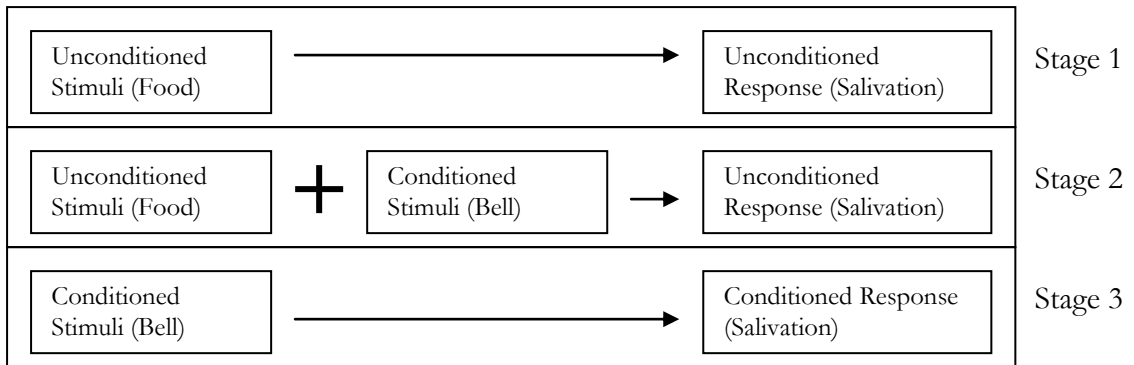 Unconditioned
Stimuli (Food)
Unconditioned
Response (Salivation)
Stage 1
Unconditioned
Stimuli (Food)
+
Conditioned
Stimuli (Bell)
Unconditioned
Response (Salivation)
Stage 2
Conditioned
Stimuli (Bell)
Conditioned Response
(Salivation)
Stage 3